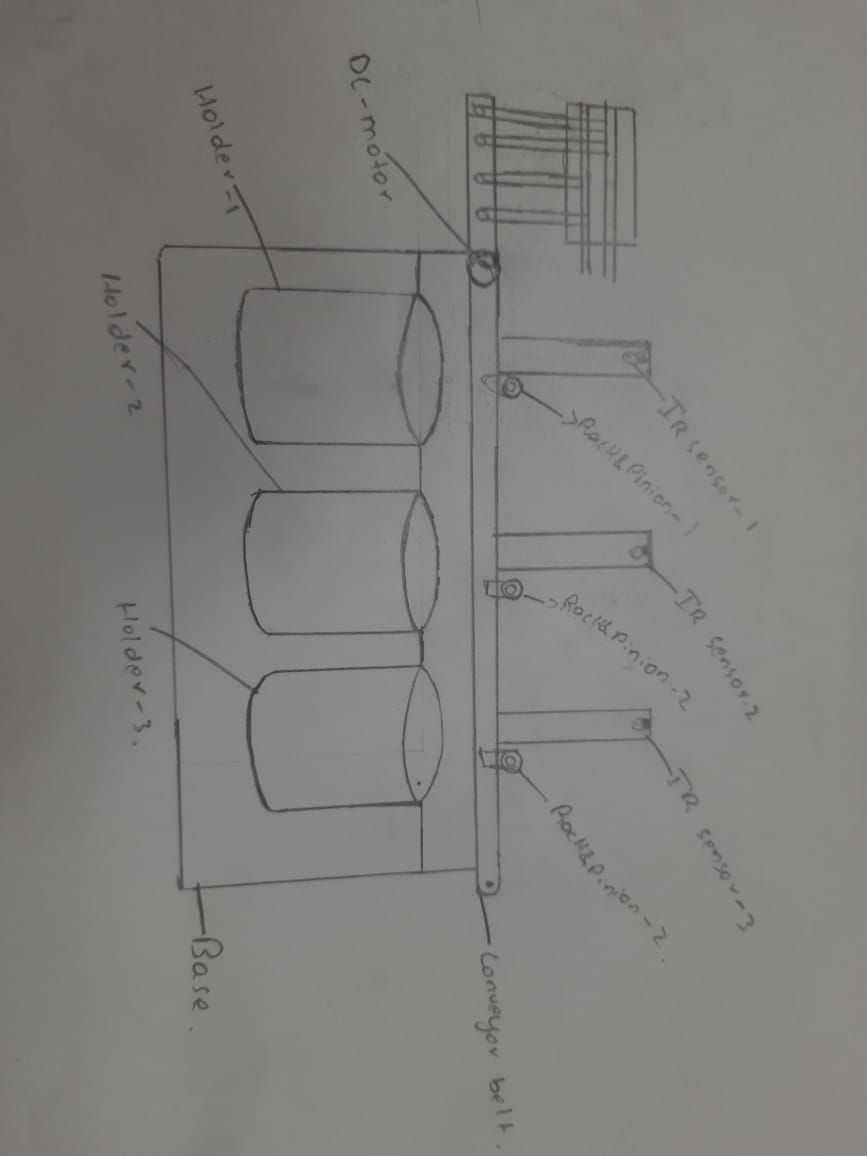 IR sensor-1
IR sensor-2
IR sensor-3
Rack&Pinion-1
Rack&Pinion-2
Rack&Pinion-2.
conveyor belt.
DC-motor
Holder-1
Base.
Holder-2
Holder-3.